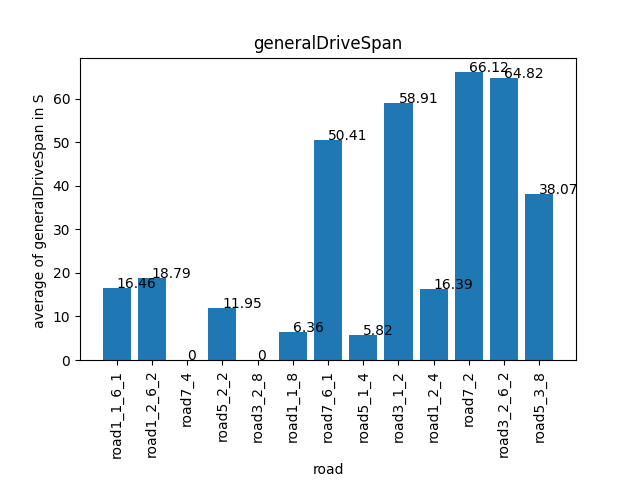 generalDriveSpan
average of generalDriveSpan in S
60
50
40
30
20
10
0
16.46
18.79
0
11.95
0
6.36
50.41
5.82
58.91
16.39
66.12
64.82
38.07
road1_1_6_1
road1_2_6_2
road7_4
road5_2_2
road3_2_8
road1_1_8
road7_6_1
road5_1_4
road3_1_2
road1_2_4
road7_2
road3_2_6_2
road5_3_8
road